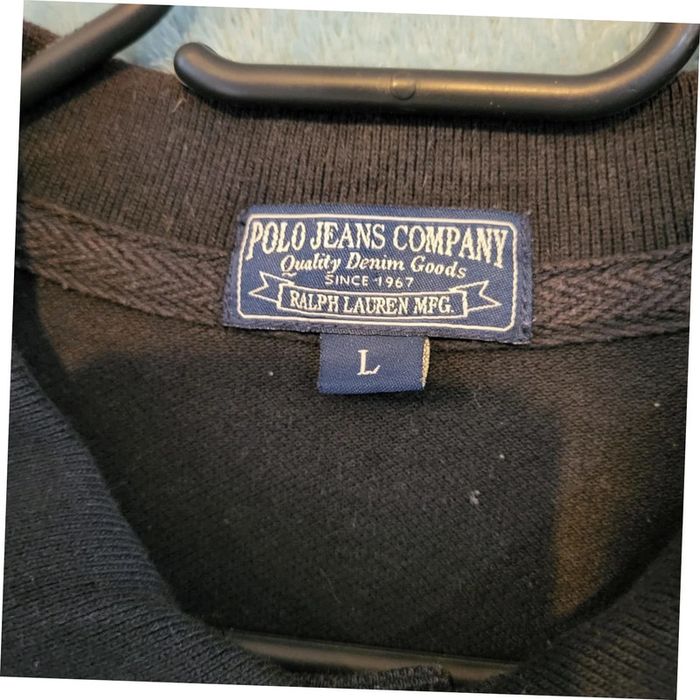 POLO JEANS COMPANY
Quality Denim Goods
SINCE 1967
RALPH LAUREN MFG.
L